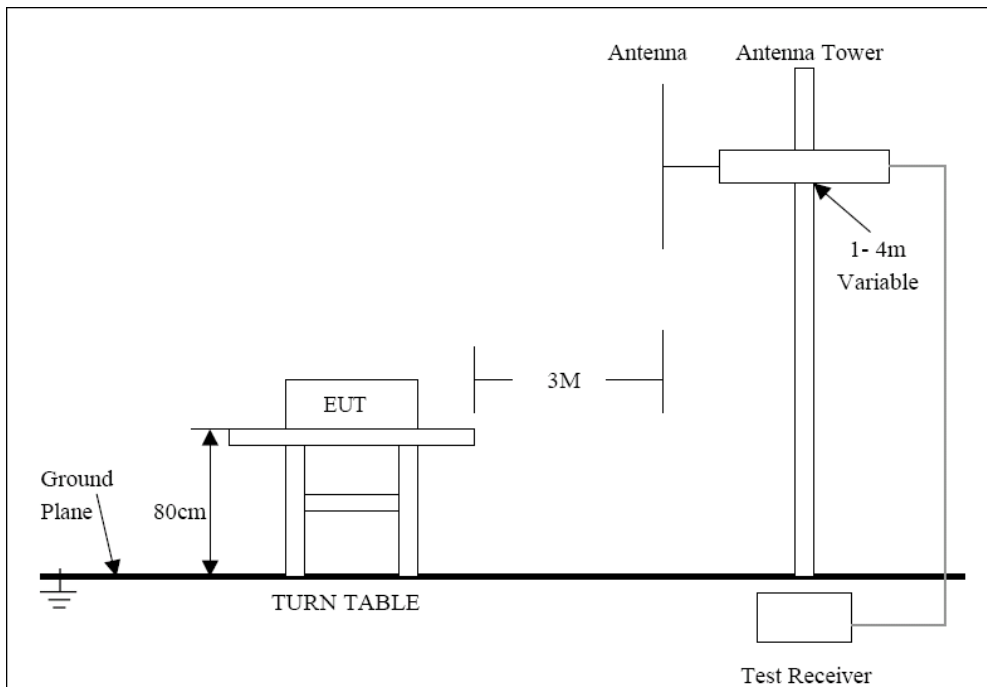 Antenna
Antenna Tower
1- 4m
Variable
3M
EUT
Ground
Plane
80cm
TURN TABLE
Test Receiver